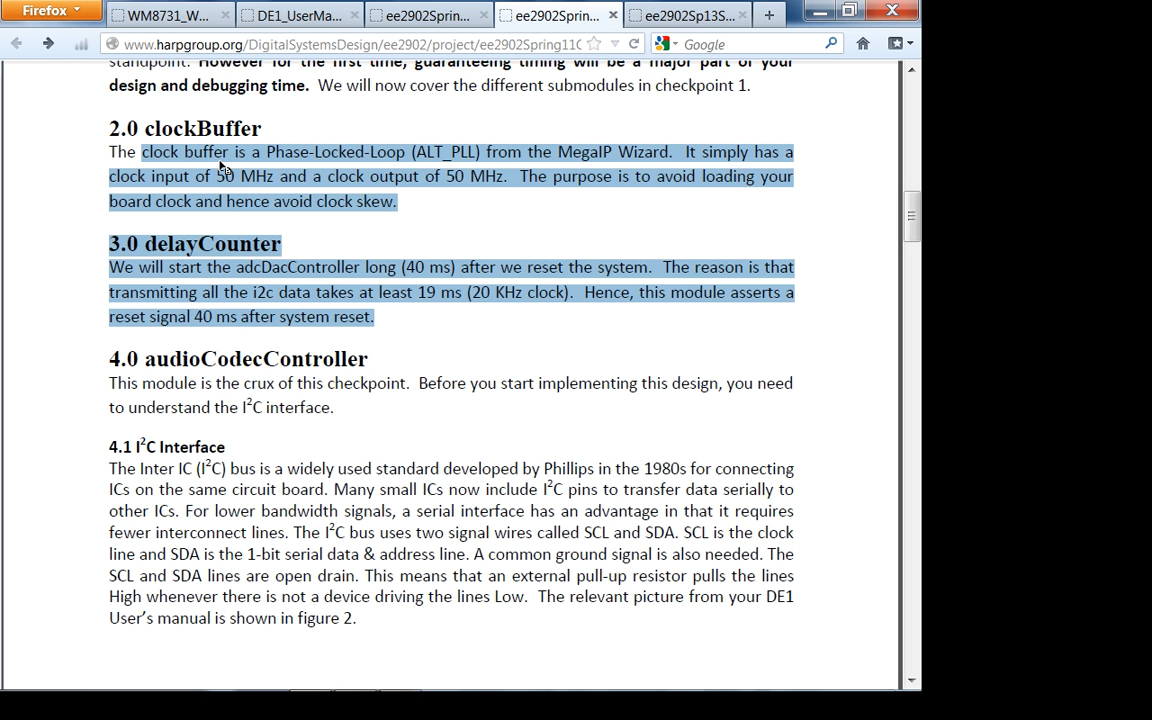 Firefox
WM8731_W...
DE1_UserMa...
ee2902Sprin...
ee2902Sprin...
ee2902Sp13S...
www.harpgroup.org/DigitalSystemsDesign/ee2902/project/ee2902Spring11C
Google
standpoint. However for the first time, guaranteeing timing will be a major part of your
design and debugging time. We will now cover the different submodules in checkpoint 1.
2.0 clockBuffer
The clock buffer is a Phase-Locked-Loop (ALT_PLL) from the MegaIP Wizard. It simply has a
clock input of 50 MHz and a clock output of 50 MHz. The purpose is to avoid loading your
board clock and hence avoid clock skew.
3.0 delayCounter
We will start the adcDacController long (40 ms) after we reset the system. The reason is that
transmitting all the i2c data takes at least 19 ms (20 KHz clock). Hence, this module asserts a
reset signal 40 ms after system reset.
4.0 audioCodecController
This module is the crux of this checkpoint. Before you start implementing this design, you need
to understand the I²C interface.
4.1 I²C Interface
The Inter IC (I²C) bus is a widely used standard developed by Phillips in the 1980s for connecting
ICs on the same circuit board. Many small ICs now include I²C pins to transfer data serially to
other ICs. For lower bandwidth signals, a serial interface has an advantage in that it requires
fewer interconnect lines. The I²C bus uses two signal wires called SCL and SDA. SCL is the clock
line and SDA is the 1-bit serial data & address line. A common ground signal is also needed. The
SCL and SDA lines are open drain. This means that an external pull-up resistor pulls the lines
High whenever there is not a device driving the lines Low. The relevant picture from your DE1
User's manual is shown in figure 2.